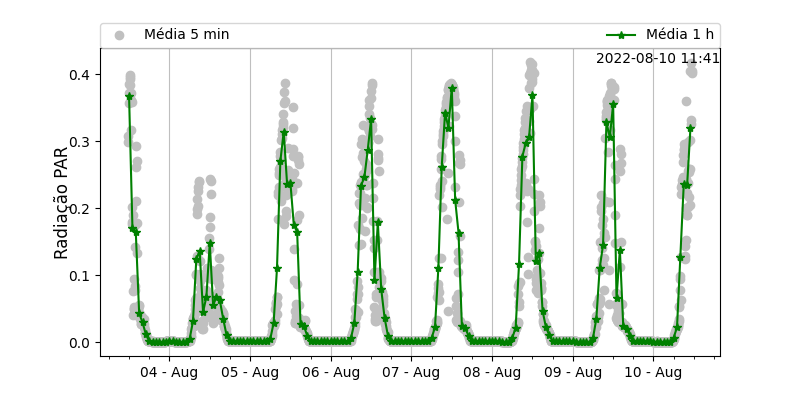 Média 5 min
Média 1 h
2022-08-10 11:41
Radiação PAR
0.4
0.3
0.2
0.1
0.0
04 - Aug
05 - Aug
06 - Aug
07 - Aug
08 - Aug
09 - Aug
10 - Aug